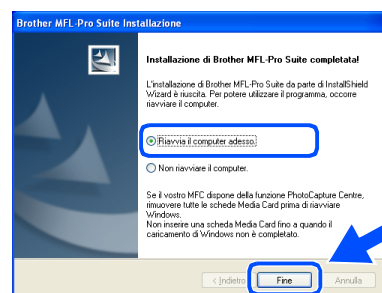 Brother MFL-Pro Suite Installazione
Installazione di Brother MFL-Pro Suite completata!
L'installazione di Brother MFL-Pro Suite da parte di InstallShield
Wizard è riuscita. Per potere utilizzare il programma, occorre
riavviare il computer.
Riavvia il computer adesso.
Non riavviare il computer.
Se il vostro MFC dispone della funzione PhotoCapture Centre,
rimuovere tutte le schede Media Card prima di riavviare
Windows.
Non inserire una scheda Media Card fino a quando il
caricamento di Windows non è completato.
< Indietro
Fine
Annulla